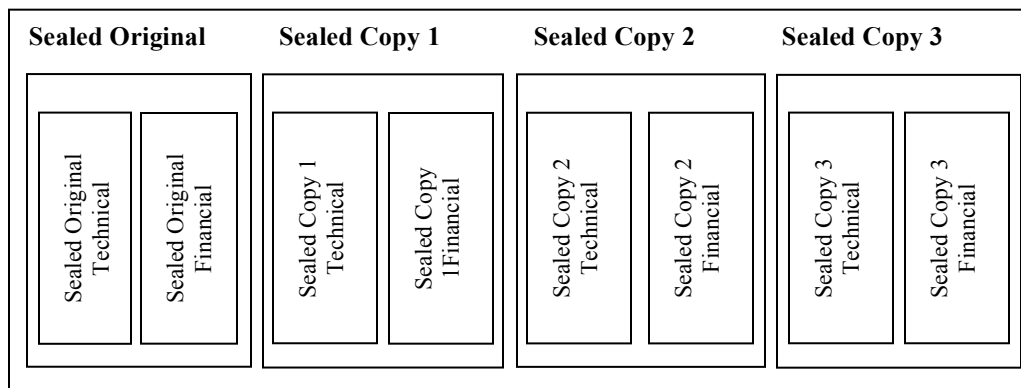 Sealed Original
Sealed Copy 1
Sealed Copy 2
Sealed Copy 3
Sealed Original
Technical
Sealed Original
Financial
Sealed Copy 1
Technical
Sealed Copy
1Financial
Sealed Copy 2
Technical
Sealed Copy 2
Financial
Sealed Copy 3
Technical
Sealed Copy 3
Financial